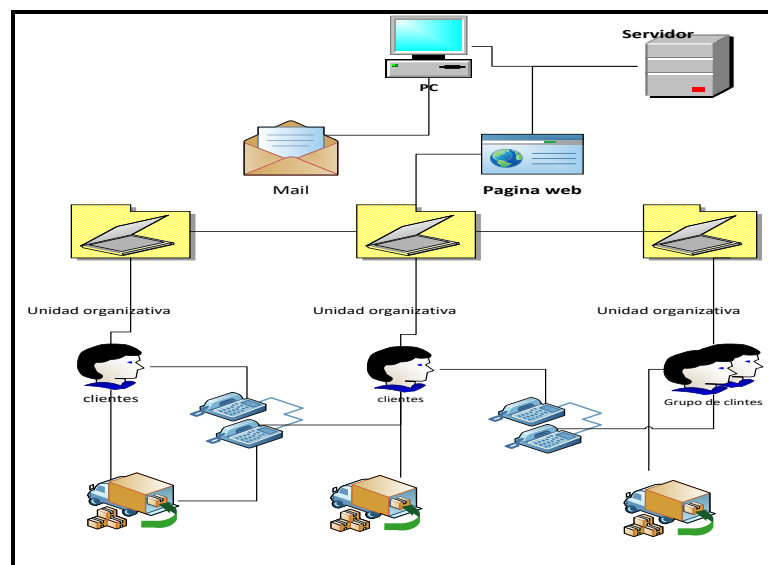 Servidor
PC
Mail
Pagina web
Unidad organizativa
Unidad organizativa
Unidad organizativa
clientes
clientes
Grupo de clintes